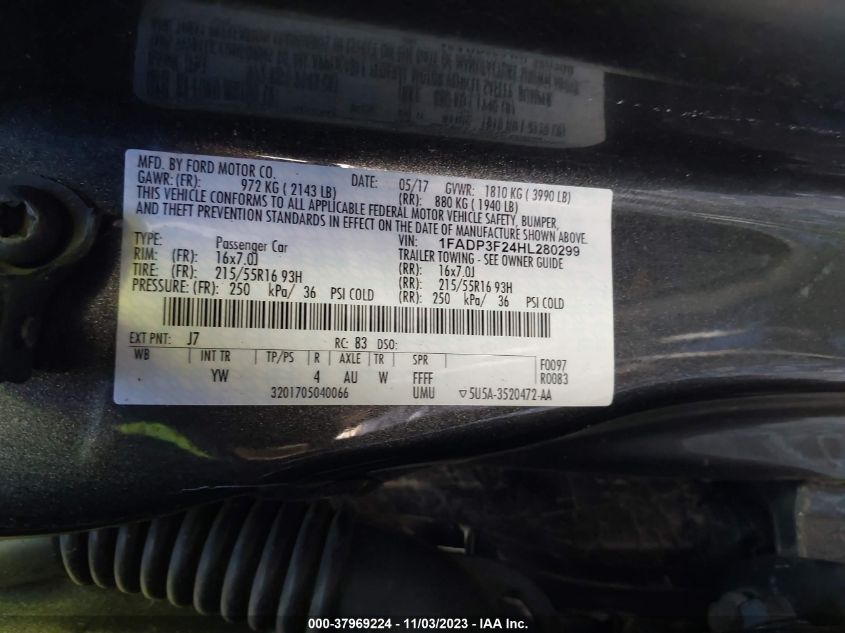 MFD. BY FORD MOTOR CO.
DATE: 05/17 GVWR: 1810 KG ( 3990 LB)
GAWR: (FR): 972 KG ( 2143 LB) (RR): 880 KG ( 1940 LB)
THIS VEHICLE CONFORMS TO ALL APPLICABLE FEDERAL MOTOR VEHICLE SAFETY, BUMPER,
AND THEFT PREVENTION STANDARDS IN EFFECT ON THE DATE OF MANUFACTURE SHOWN ABOVE.
VIN: 1FADP3F24HL280299
TYPE: Passenger Car TRAILER TOWING - SEE OWNER GUIDE
RIM: (FR): 16x7.0J (RR): 16x7.0J
TIRE: (FR): 215/55R16 93H (RR): 215/55R16 93H
PRESSURE: (FR): 250 kPa/ 36 PSI COLD (RR): 250 kPa/ 36 PSI COLD
EXT PNT: J7 RC: 83 DSO:
WB INT TR TP/PS R AXLE TR SPR F0097
YW 4 AU W FFFF R0083
3201705040066 UMU 5U5A-3520472-AA
000-37969224 - 11/03/2023 - IAA Inc.